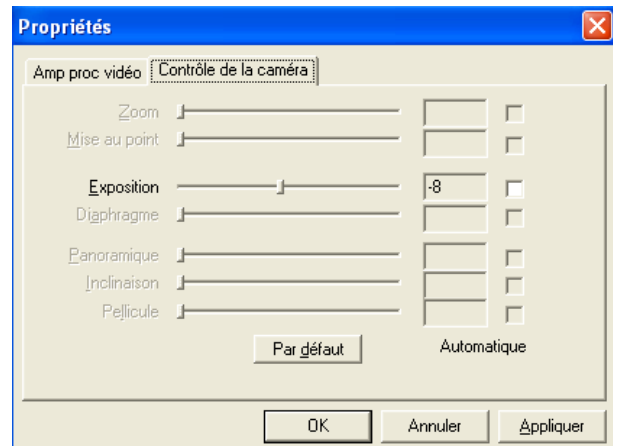 Propriétés
Amp proc vidéo Contrôle de la caméra
Zoom
Mise au point
Exposition -8
Diaphragme
Panoramique
Inclinaison
Pellicule
Par défaut Automatique
OK Annuler Appliquer